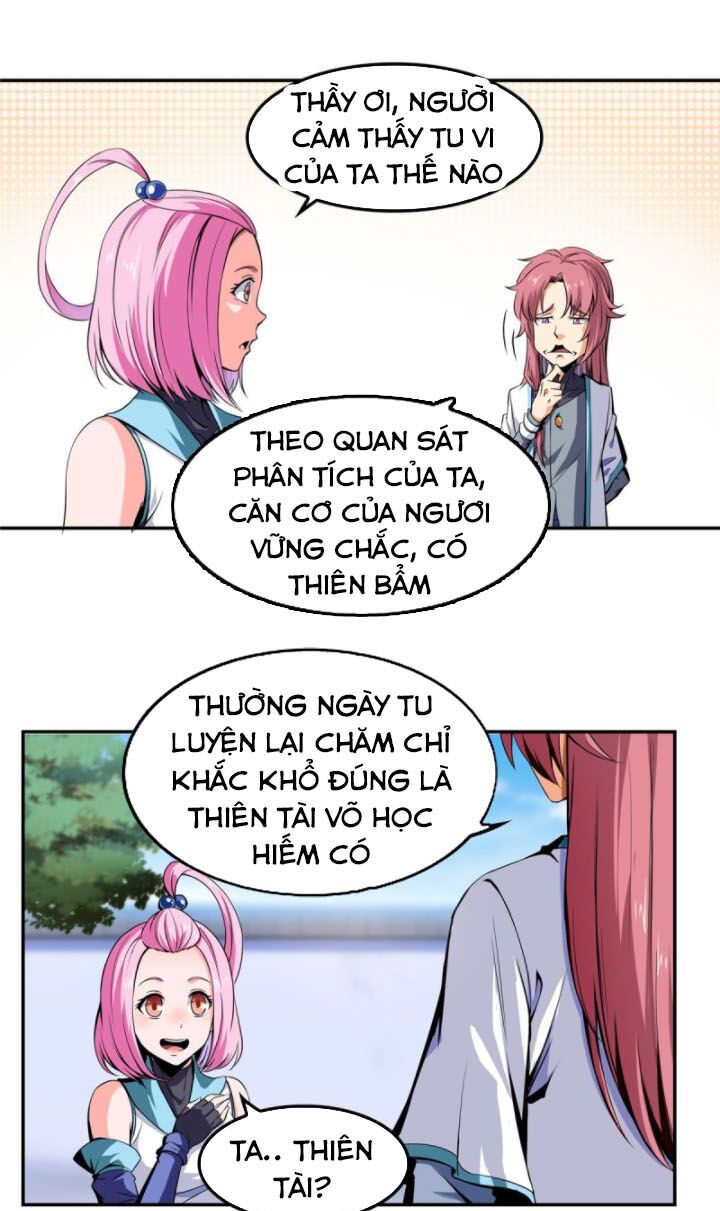 THẦY ƠI, NGƯỜI
CẢM THẤY TU VI
CỦA TA THẾ NÀO
THEO QUAN SÁT
PHÂN TÍCH CỦA TA,
CĂN CƠ CỦA NGƯƠI
VỮNG CHẮC, CÓ
THIÊN BẨM
THƯỜNG NGÀY TU
LUYỆN LẠI CHĂM CHỈ
KHẮC KHỔ ĐÚNG LÀ
THIÊN TÀI VÕ HỌC
HIẾM CÓ
TA.. THIÊN
TÀI?